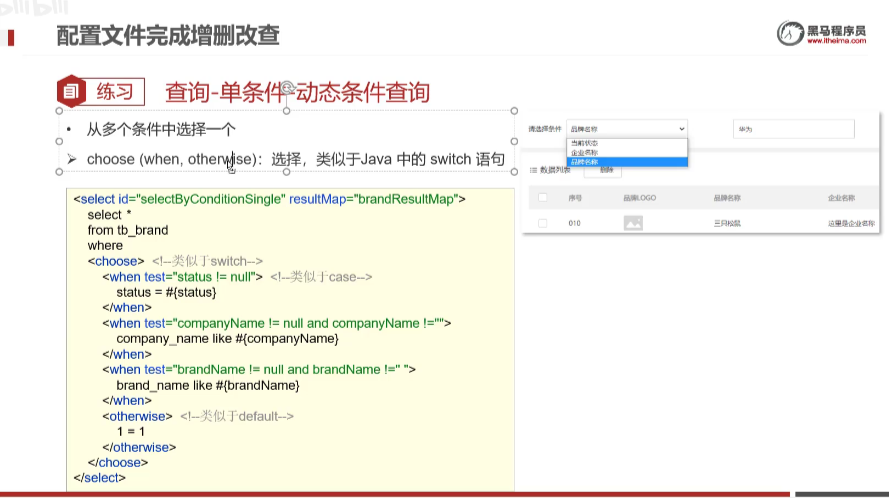 配置文件完成增删改查
黑马程序员
www.itheima.com
练习
查询-单条件-动态条件查询
• 从多个条件中选择一个
➢ choose (when, otherwise)：选择，类似于Java 中的 switch 语句
请选择条件
品牌名称
华为
当前状态
企业名称
品牌名称
数据列表
序号 品牌LOGO 品牌名称 企业名称
010 三只松鼠 这里是企业名称
<select id="selectByConditionSingle" resultMap="brandResultMap">
select *
from tb_brand
where
<choose> <!--类似于switch-->
<when test="status != null"> <!--类似于case-->
status = #{status}
</when>
<when test="companyName != null and companyName !=''">
company_name like #{companyName}
</when>
<when test="brandName != null and brandName !=' '">
brand_name like #{brandName}
</when>
<otherwise> <!--类似于default-->
1 = 1
</otherwise>
</choose>
</select>